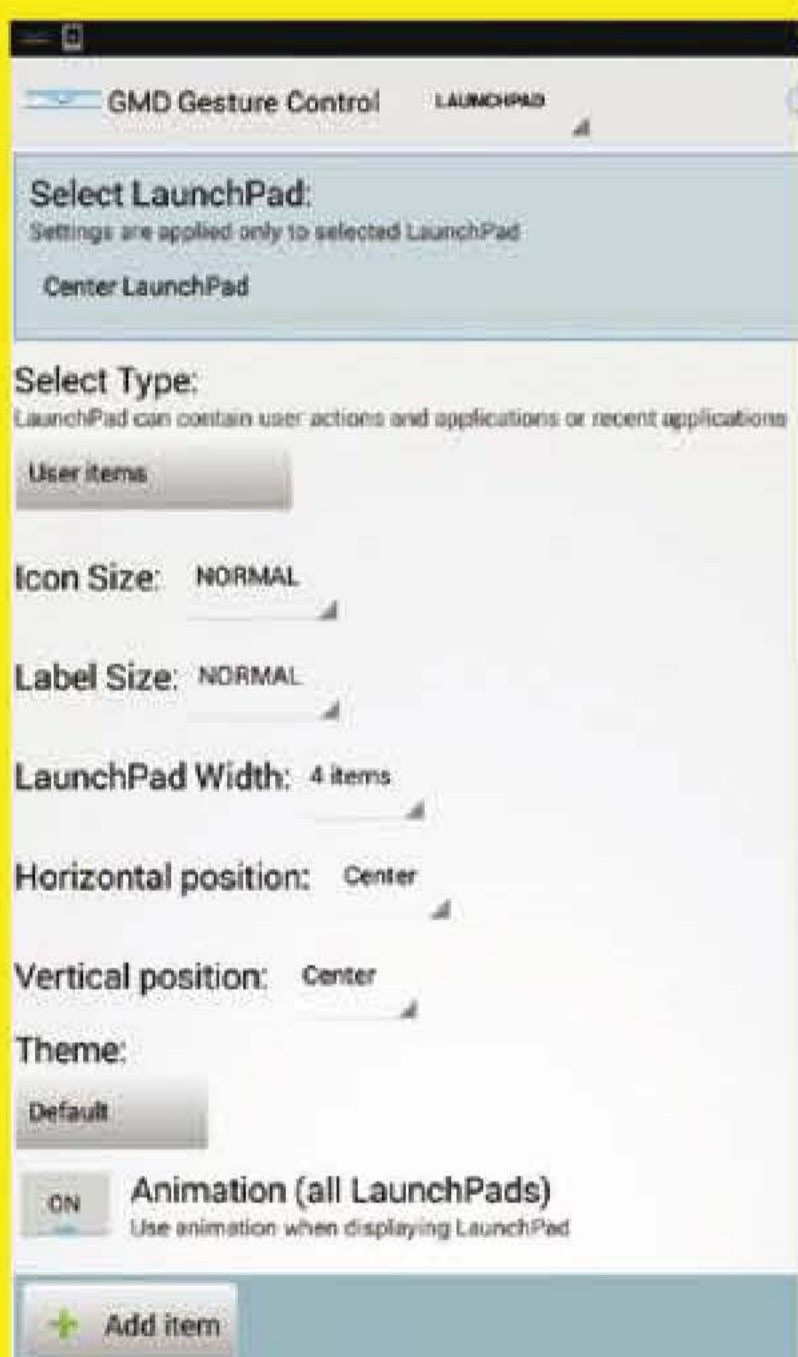 GMD Gesture Control LAUNCHPAD
Select LaunchPad:
Settings are applied only to selected LaunchPad
Center LaunchPad
Select Type:
LaunchPad can contain user actions and applications or recent applications
User items
Icon Size: NORMAL
Label Size: NORMAL
LaunchPad Width: 4 items
Horizontal position: Center
Vertical position: Center
Theme:
Default
ON Animation (all LaunchPads)
Use animation when displaying LaunchPad
+ Add item